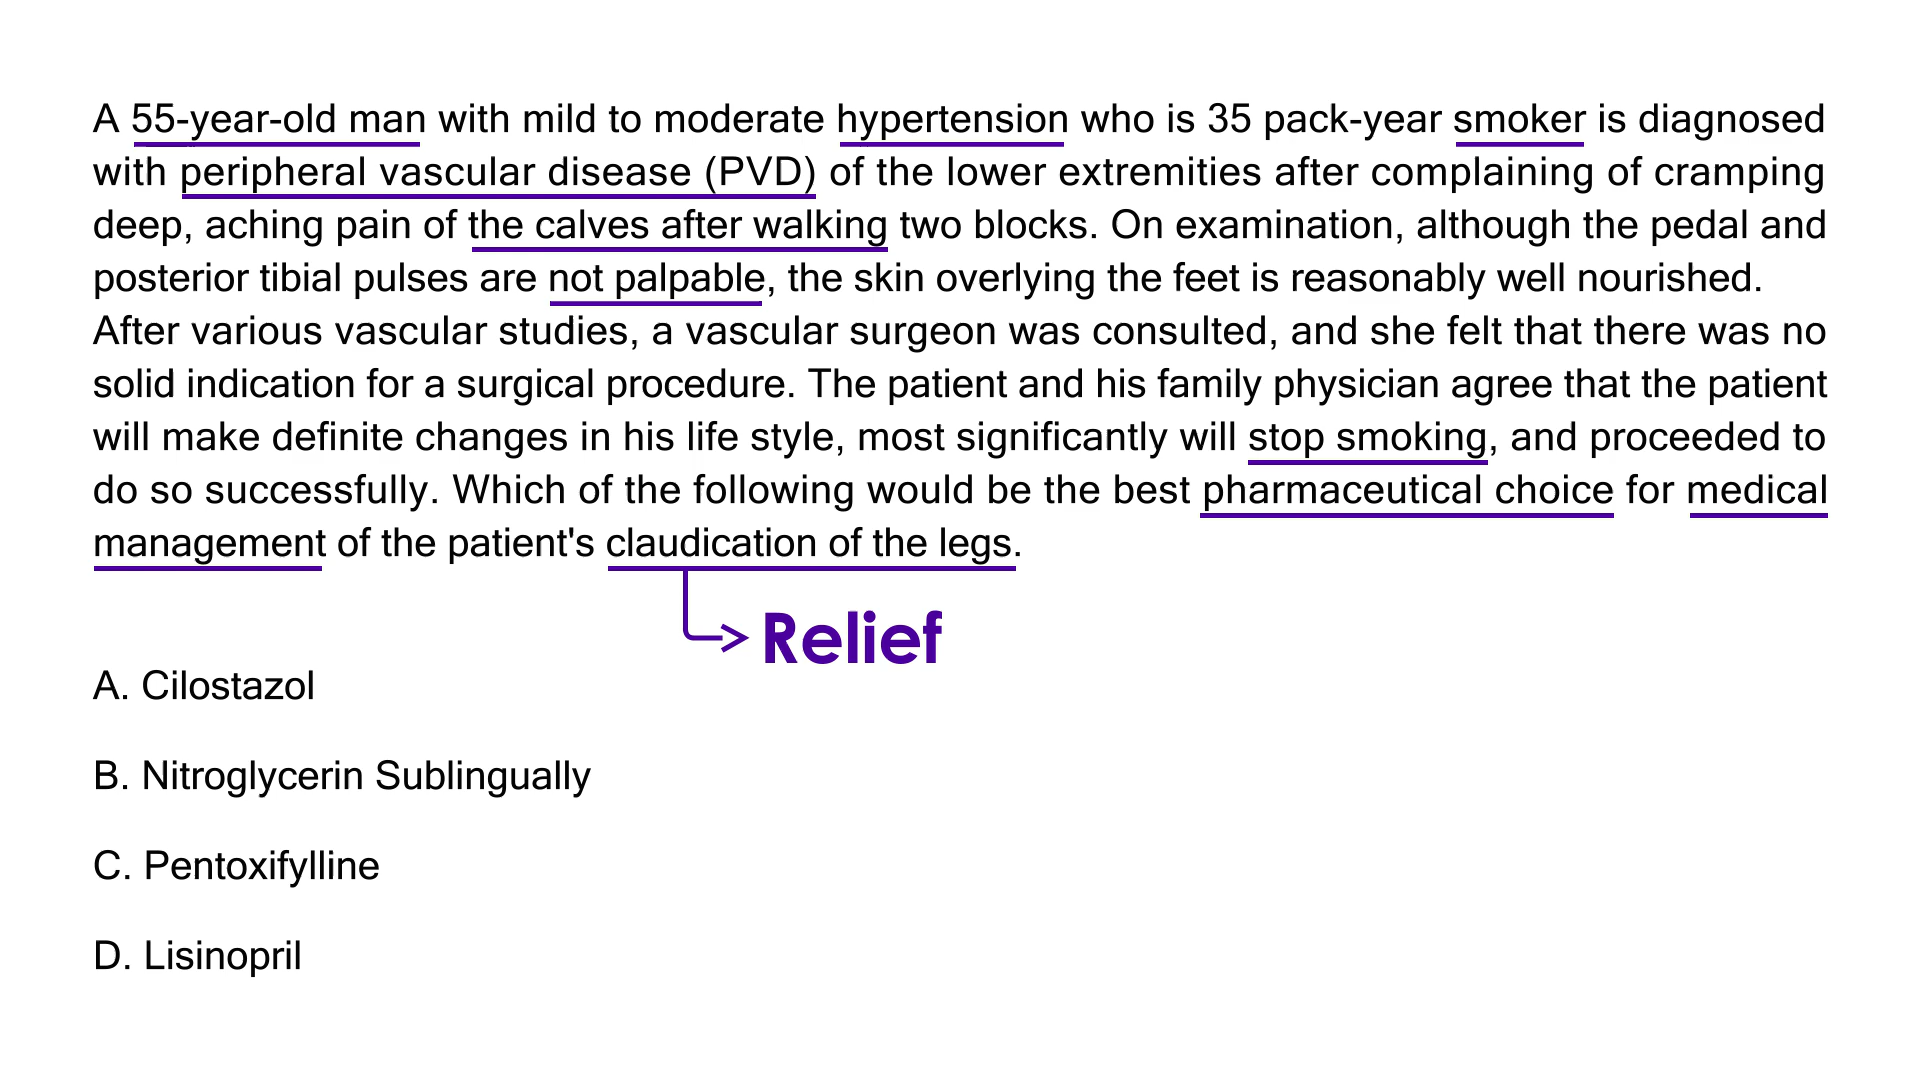 A 55-year-old man with mild to moderate hypertension who is 35 pack-year smoker is diagnosed
with peripheral vascular disease (PVD) of the lower extremities after complaining of cramping
deep, aching pain of the calves after walking two blocks. On examination, although the pedal and
posterior tibial pulses are not palpable, the skin overlying the feet is reasonably well nourished.
After various vascular studies, a vascular surgeon was consulted, and she felt that there was no
solid indication for a surgical procedure. The patient and his family physician agree that the patient
will make definite changes in his life style, most significantly will stop smoking, and proceeded to
do so successfully. Which of the following would be the best pharmaceutical choice for medical
management of the patient's claudication of the legs.
Relief
A. Cilostazol
B. Nitroglycerin Sublingually
C. Pentoxifylline
D. Lisinopril